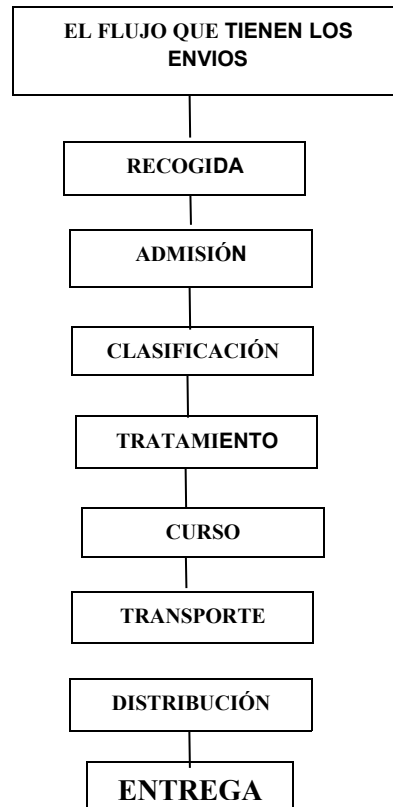 EL FLUJO QUE TIENEN LOS
ENVIOS
RECOGIDA
ADMISIÓN
CLASIFICACIÓN
TRATAMIENTO
CURSO
TRANSPORTE
DISTRIBUCIÓN
ENTREGA